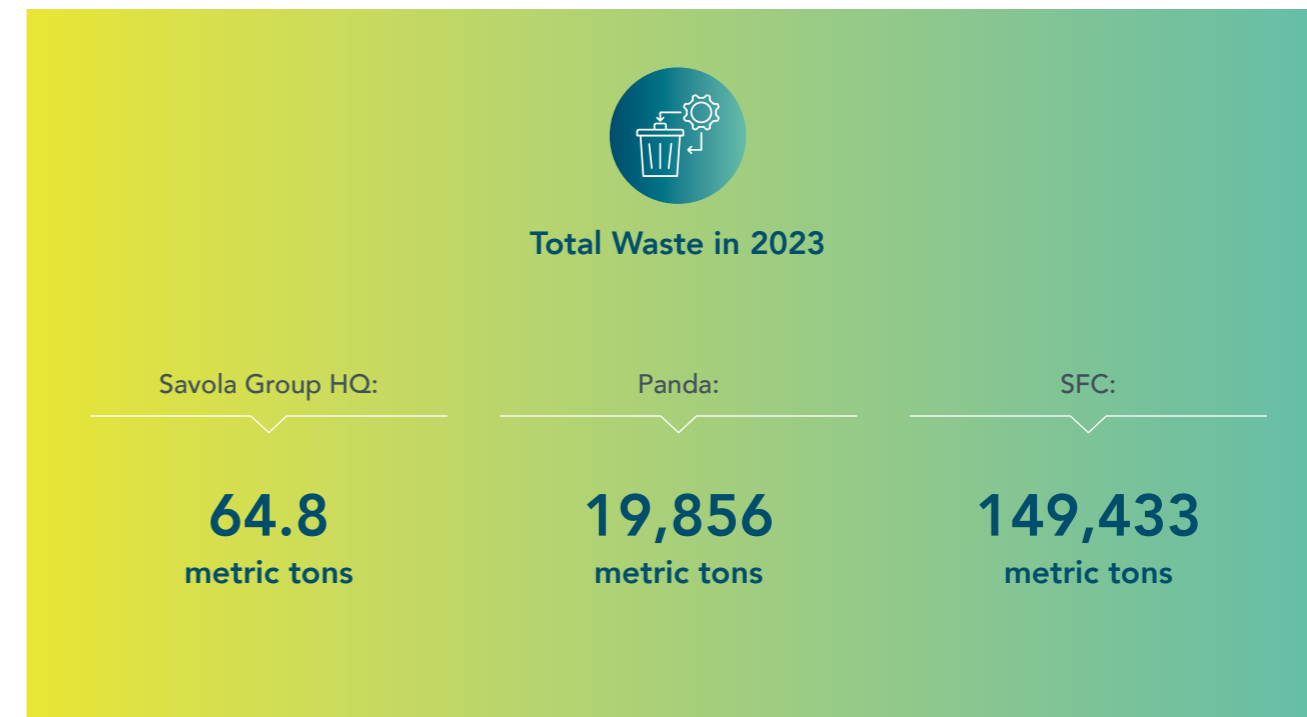 Total Waste in 2023
Savola Group HQ:
64.8
metric tons
Panda:
19,856
metric tons
SFC:
149,433
metric tons